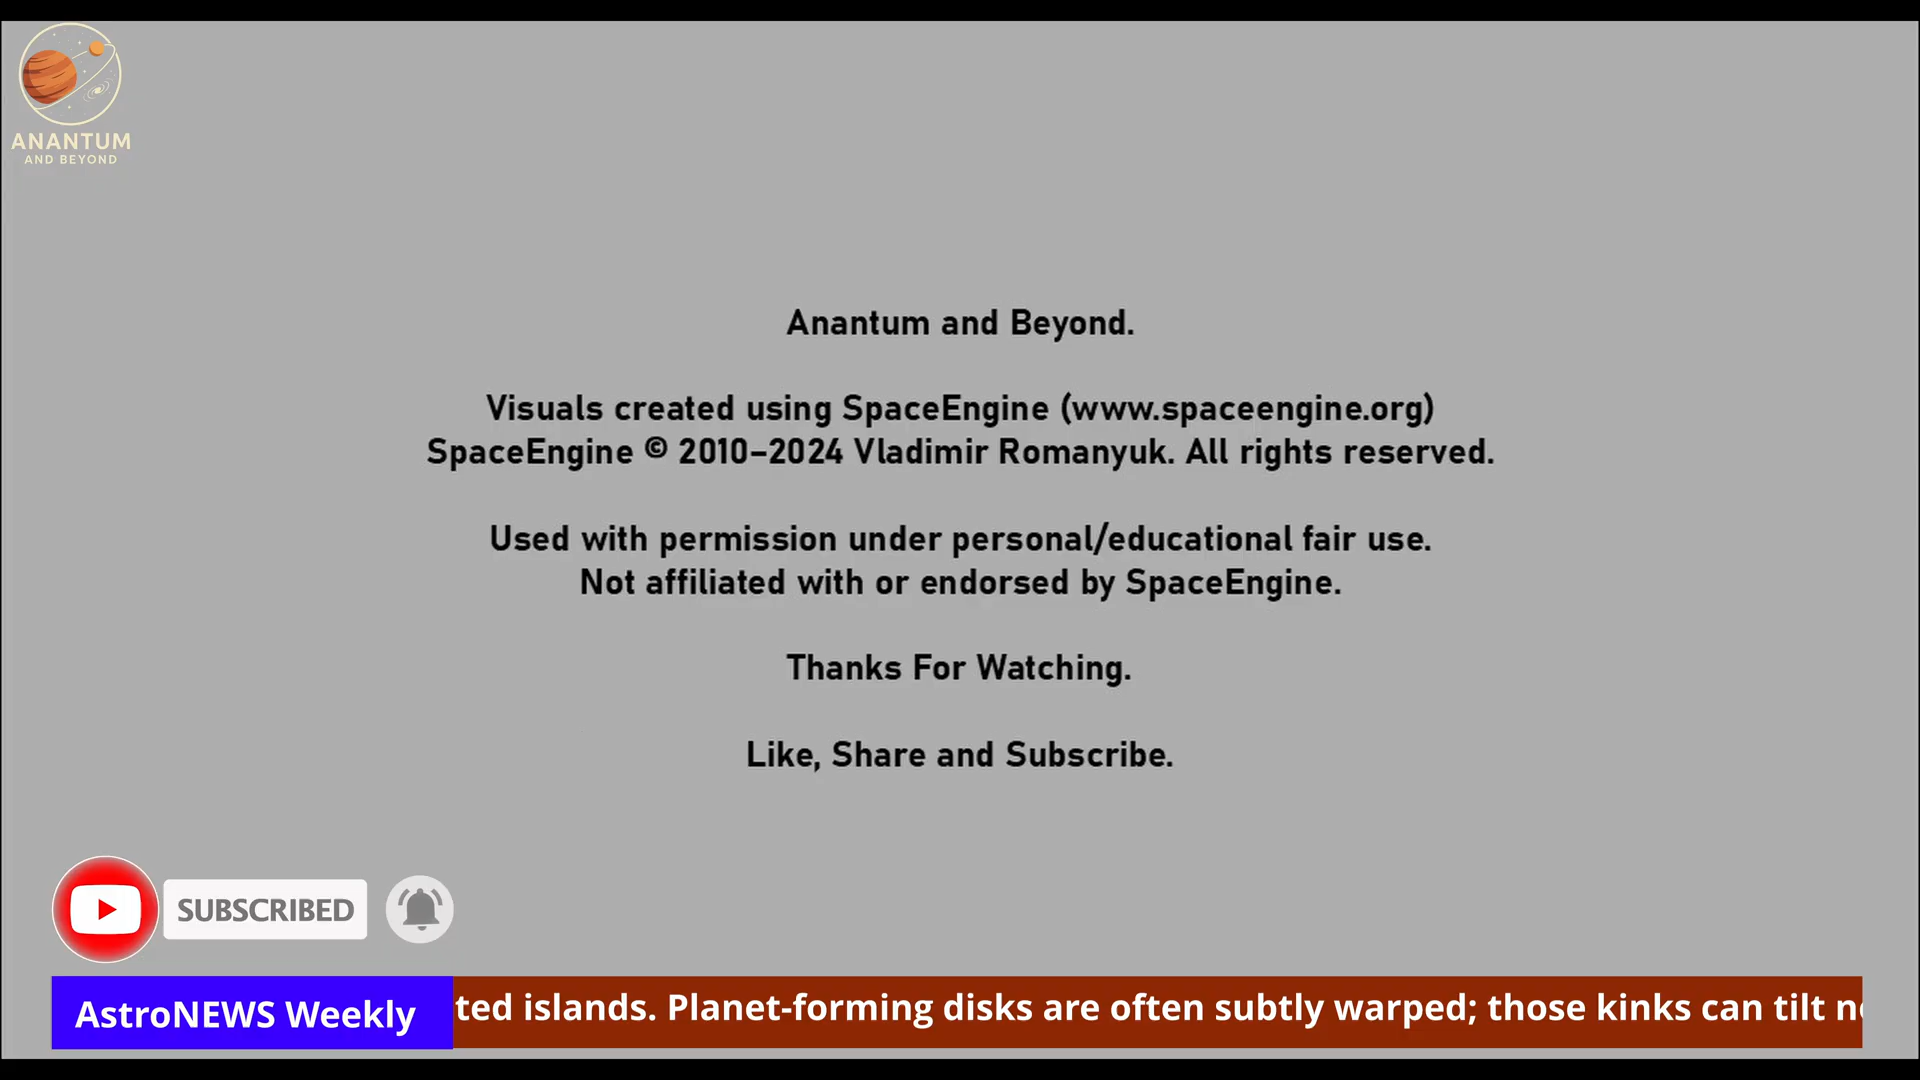 ANANTUM
AND BEYOND
Anantum and Beyond.
Visuals created using SpaceEngine (www.spaceengine.org)
SpaceEngine © 2010–2024 Vladimir Romanyuk. All rights reserved.
Used with permission under personal/educational fair use.
Not affiliated with or endorsed by SpaceEngine.
Thanks For Watching.
Like, Share and Subscribe.
SUBSCRIBED
AstroNEWS Weekly
ted islands. Planet-forming disks are often subtly warped; those kinks can tilt